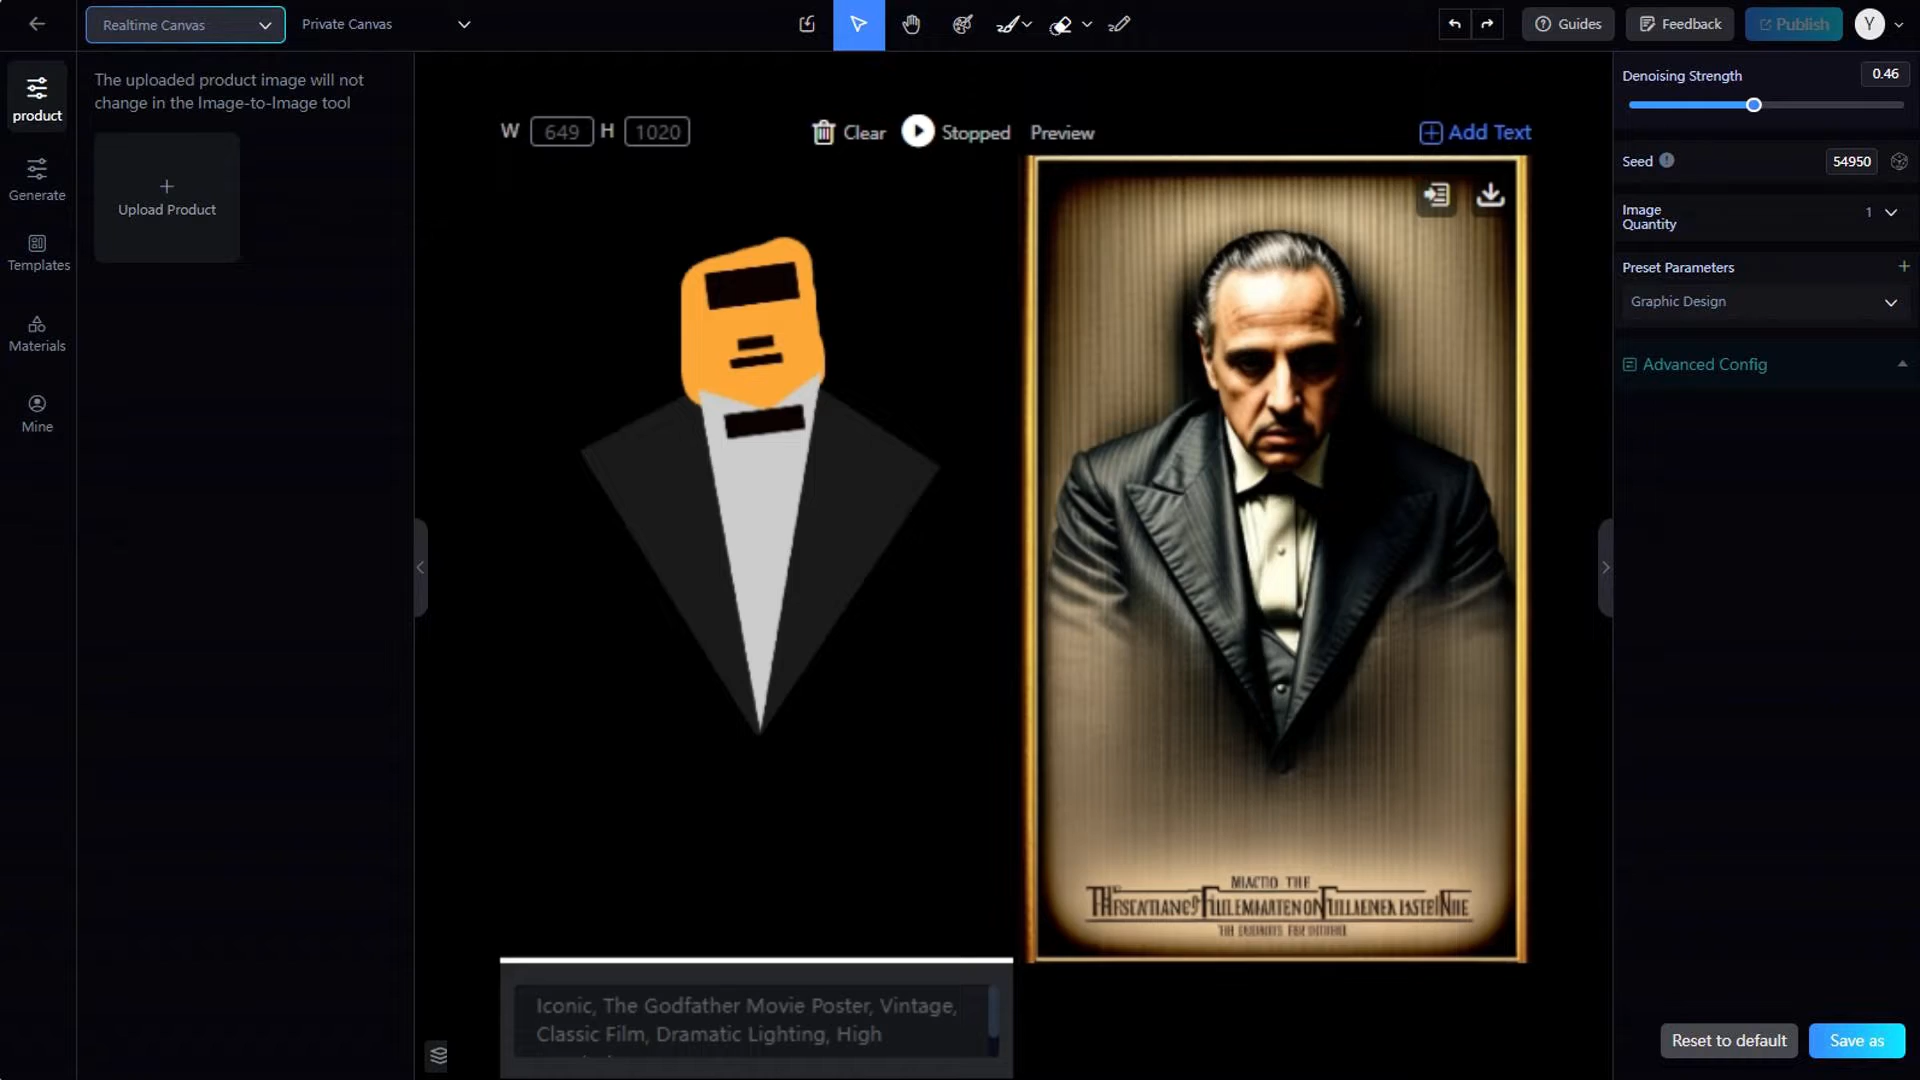 Realtime Canvas
Private Canvas
Guides
Feedback
Publish
Y
product
Generate
Templates
Materials
Mine
The uploaded product image will not
change in the Image-to-Image tool
+
Upload Product
W 649 H 1020
Clear
Stopped
Preview
Add Text
MIACTIO THE
THE
Iconic, The Godfather Movie Poster, Vintage,
Classic Film, Dramatic Lighting, High
Denoising Strength
0.46
Seed
54950
Image
Quantity
1
Preset Parameters
+
Graphic Design
Advanced Config
Reset to default
Save as